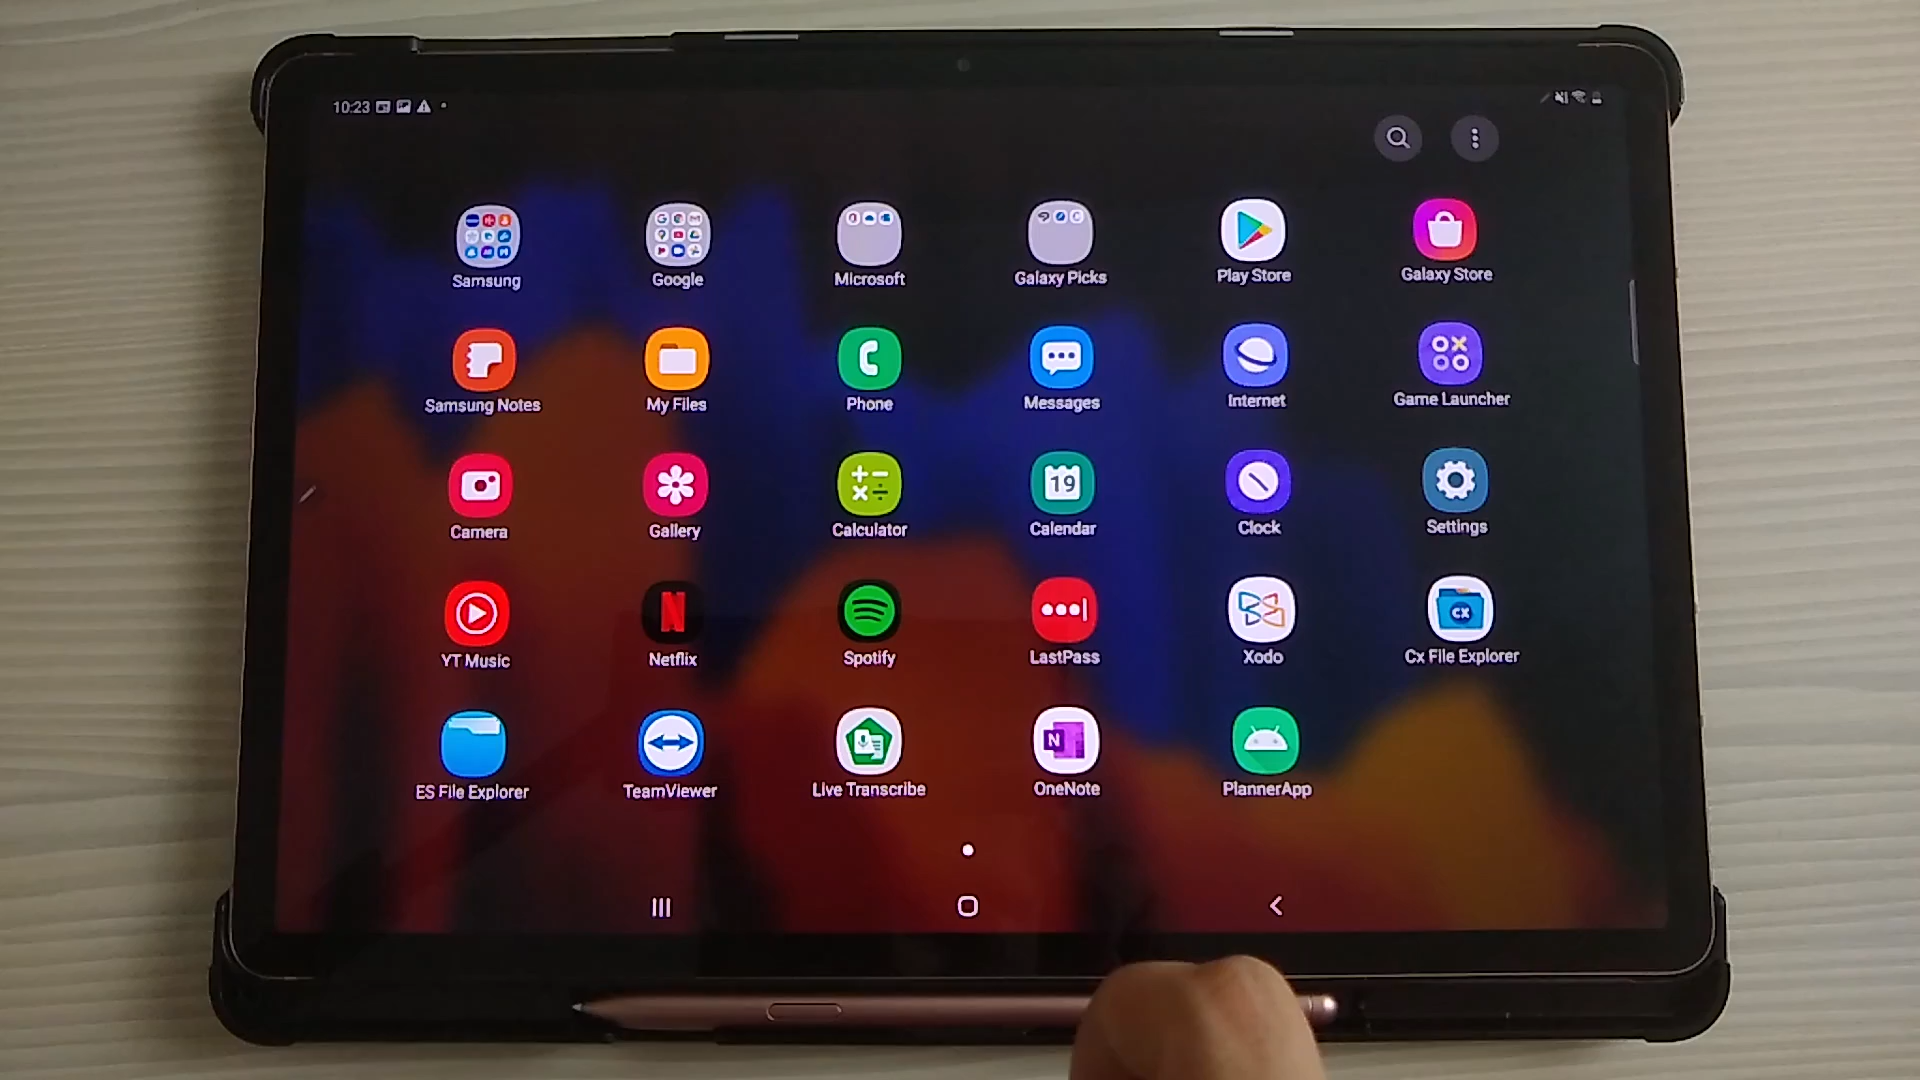 10:23
Samsung
Google
Microsoft
Galaxy Picks
Play Store
Galaxy Store
Samsung Notes
My Files
Phone
Messages
Internet
Game Launcher
Camera
Gallery
Calculator
19
Calendar
Clock
Settings
YT Music
N
Netflix
Spotify
LastPass
Xodo
CX
Cx File Explorer
ES File Explorer
TeamViewer
Live Transcribe
N
OneNote
PlannerApp